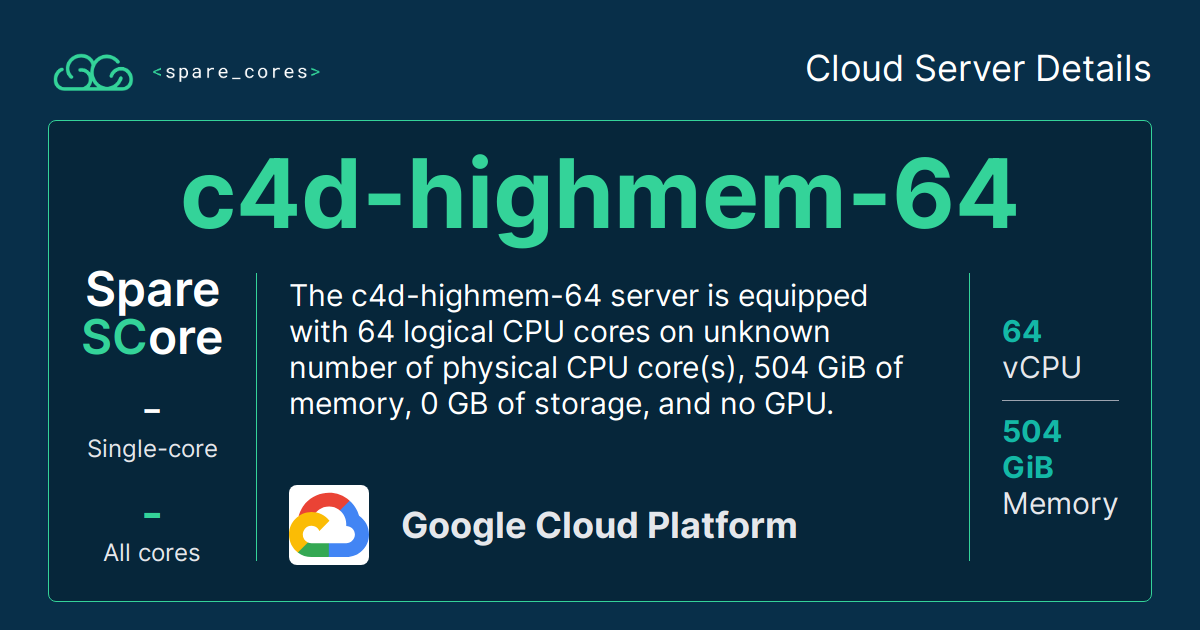 <spare_cores>
Cloud Server Details
c4d-highmem-64
Spare
SCore
–
Single-core
–
All cores
The c4d-highmem-64 server is equipped
with 64 logical CPU cores on unknown
number of physical CPU core(s), 504 GiB of
memory, 0 GB of storage, and no GPU.
Google Cloud Platform
64
vCPU
504
GiB
Memory